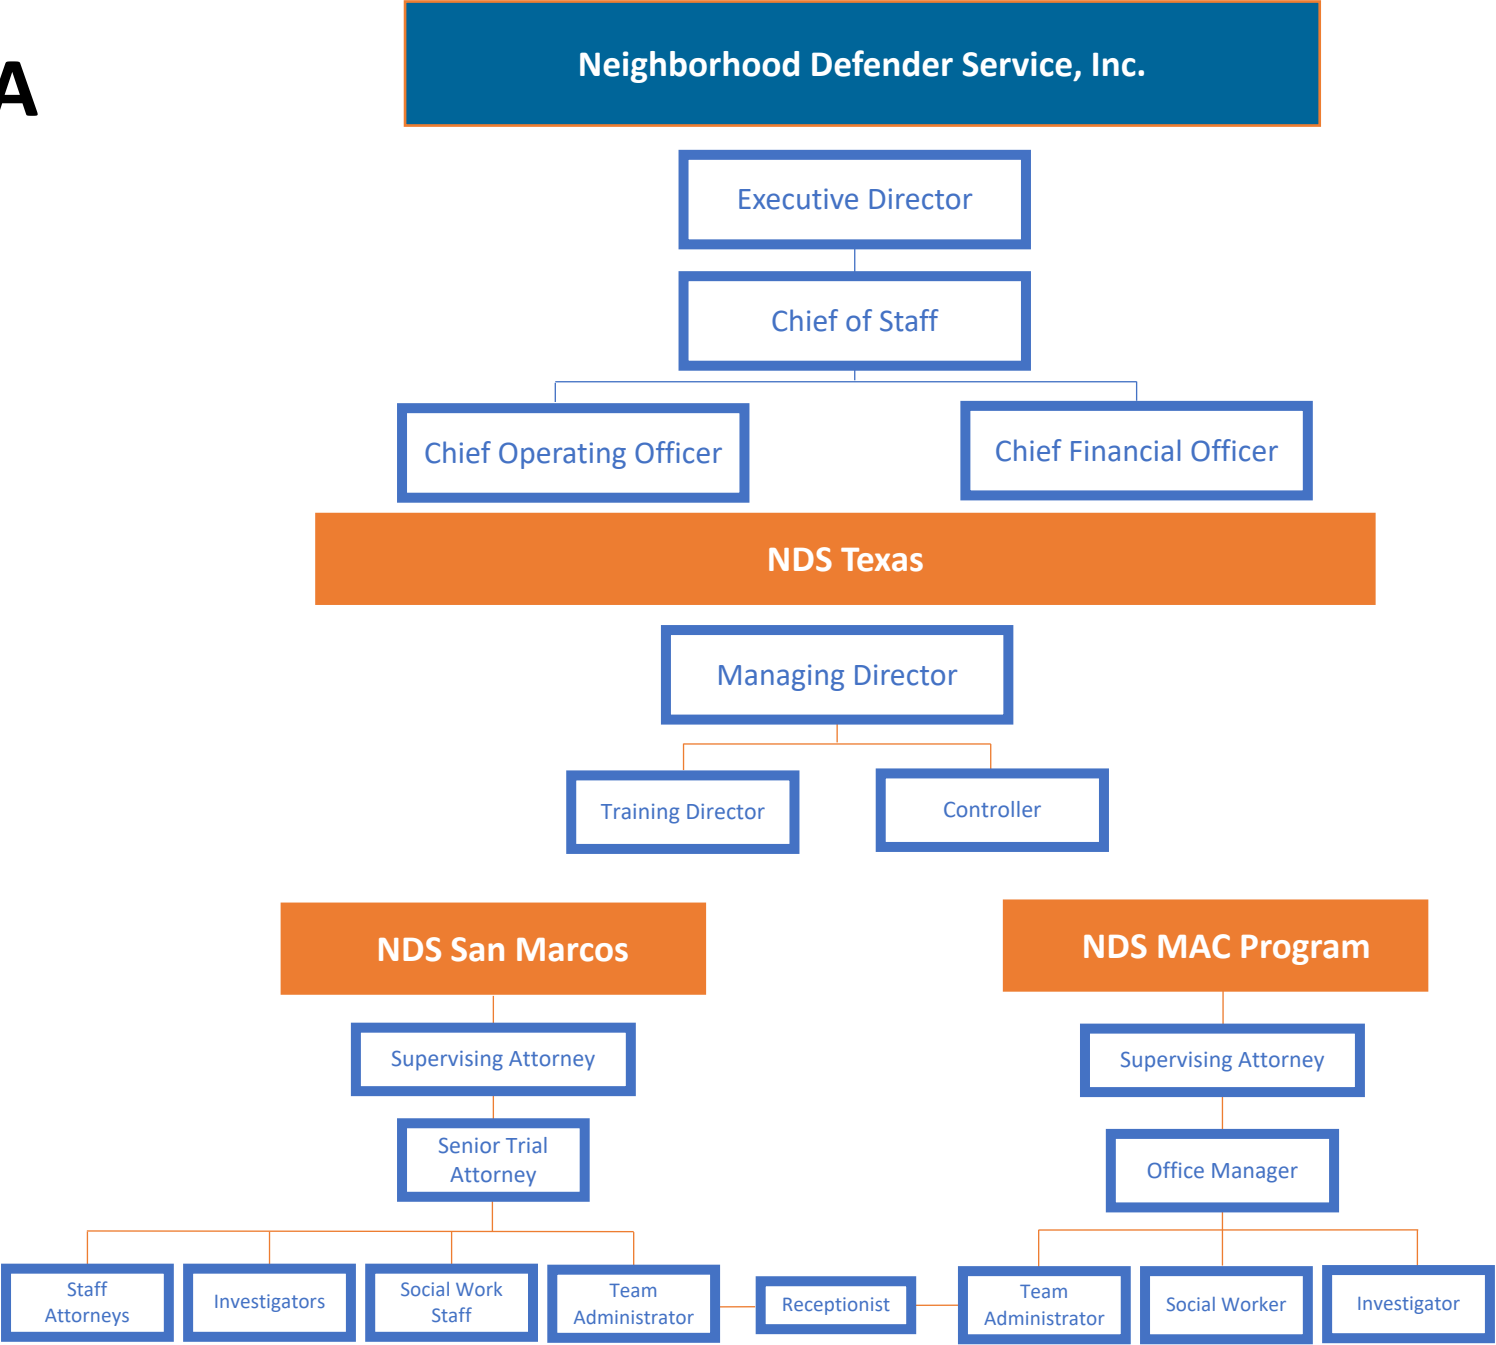 A
Neighborhood Defender Service, Inc.
Executive Director
Chief of Staff
Chief Operating Officer
Chief Financial Officer
NDS Texas
Managing Director
Training Director
Controller
NDS San Marcos
NDS MAC Program
Supervising Attorney
Supervising Attorney
Senior Trial
Attorney
Office Manager
Staff
Attorneys
Investigators
Social Work
Staff
Team
Administrator
Receptionist
Team
Administrator
Social Worker
Investigator